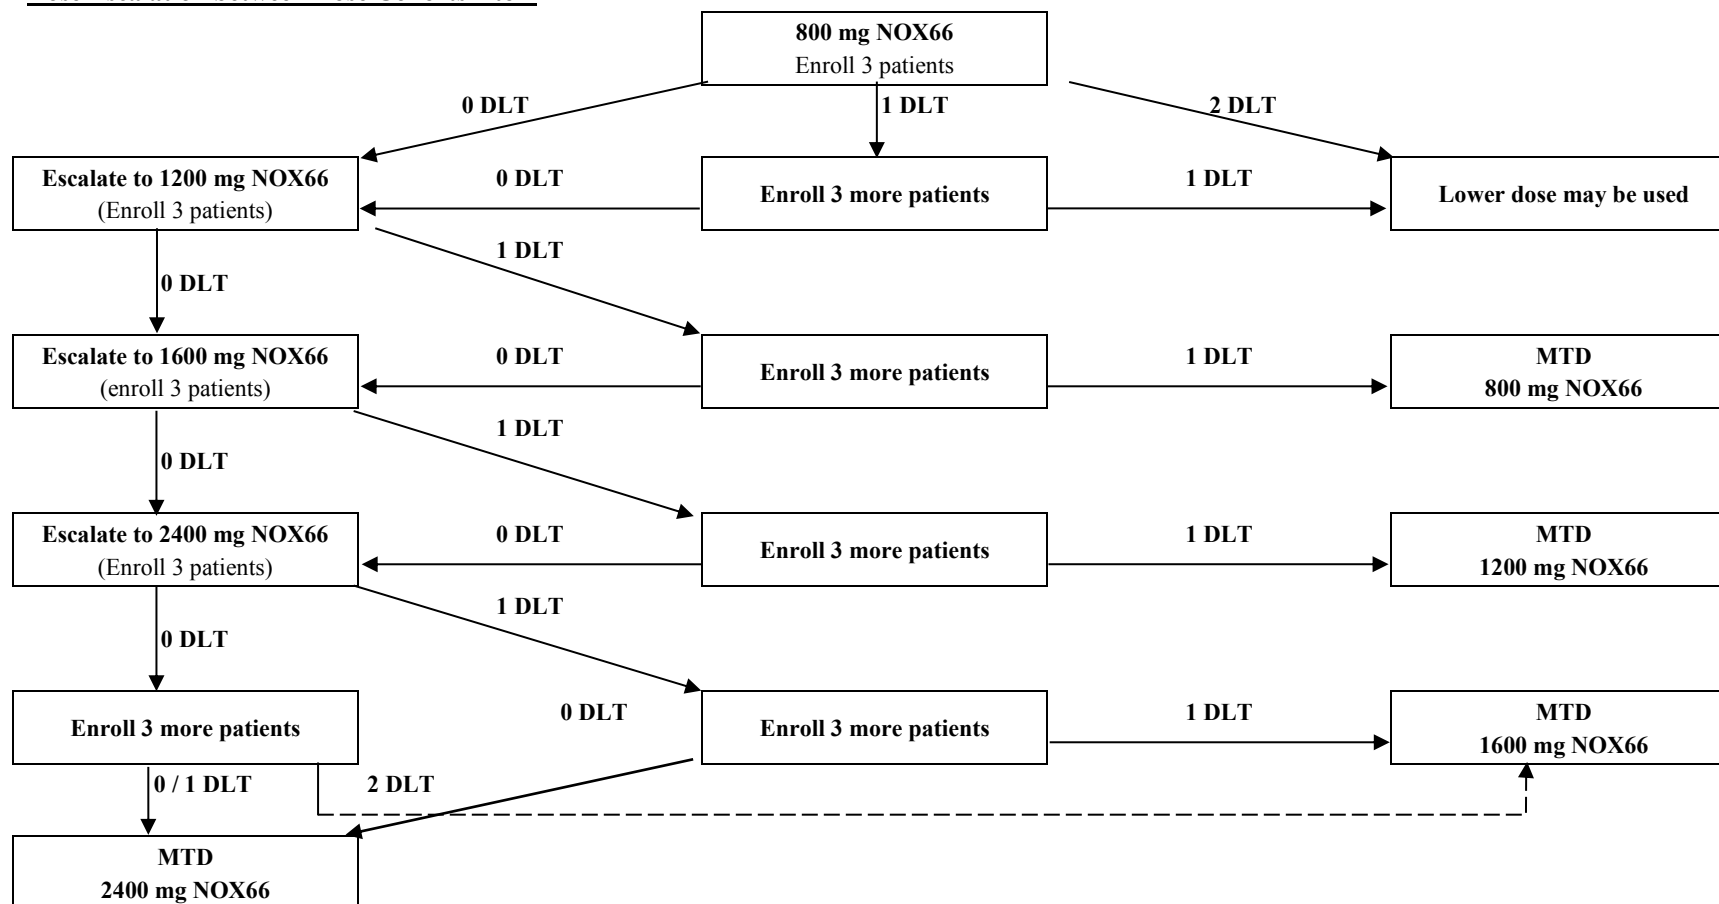 800 mg NOX66
Enroll 3 patients
0 DLT
1 DLT
2 DLT
Escalate to 1200 mg NOX66
(Enroll 3 patients)
0 DLT
Enroll 3 more patients
1 DLT
Lower dose may be used
1 DLT
0 DLT
Escalate to 1600 mg NOX66
(enroll 3 patients)
0 DLT
Enroll 3 more patients
1 DLT
MTD
800 mg NOX66
1 DLT
0 DLT
Escalate to 2400 mg NOX66
(Enroll 3 patients)
0 DLT
Enroll 3 more patients
1 DLT
MTD
1200 mg NOX66
1 DLT
0 DLT
Enroll 3 more patients
0 DLT
Enroll 3 more patients
1 DLT
MTD
1600 mg NOX66
0 / 1 DLT
2 DLT
MTD
2400 mg NOX66